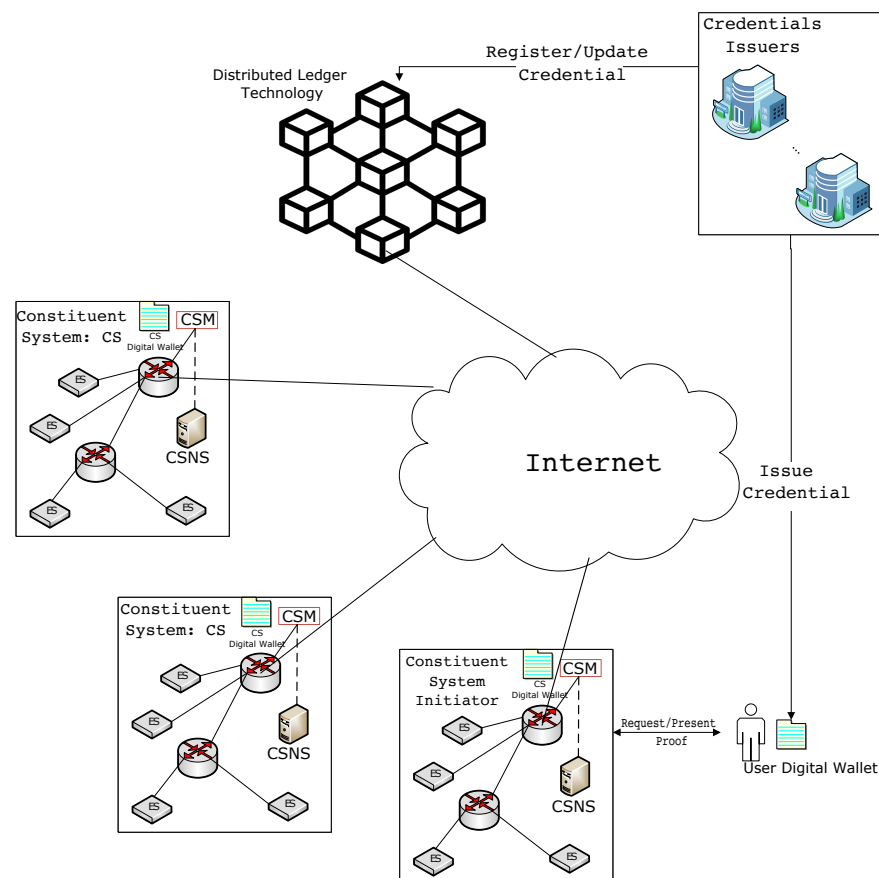 Credentials
Issuers
Register/Update
Credential
Distributed Ledger
Technology
Constituent
System: CS
CS
Digital Wallet
CSM
ES
ES
CSNS
ES
ES
Internet
Issue
Credential
Constituent
System: CS
CS
Digital Wallet
CSM
ES
ES
CSNS
ES
ES
Constituent
System
Initiator
CS
Digital Wallet
CSM
ES
ES
CSNS
ES
ES
Request/Present
Proof
User Digital Wallet